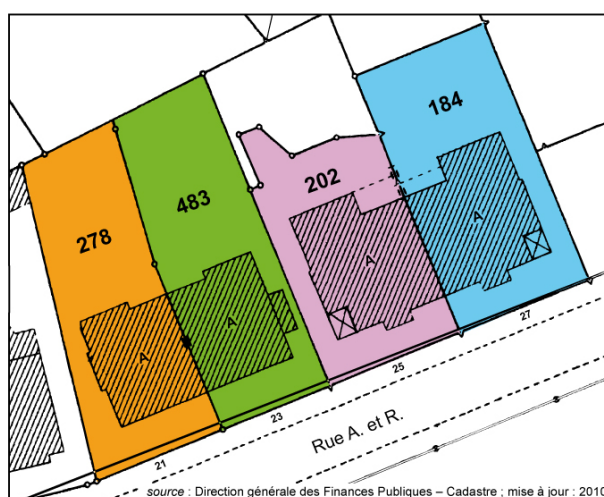 184
202
483
278
A
A
A
A
27
25
23
21
Rue A. et R.
source : Direction générale des Finances Publiques – Cadastre ; mise à jour : 2010